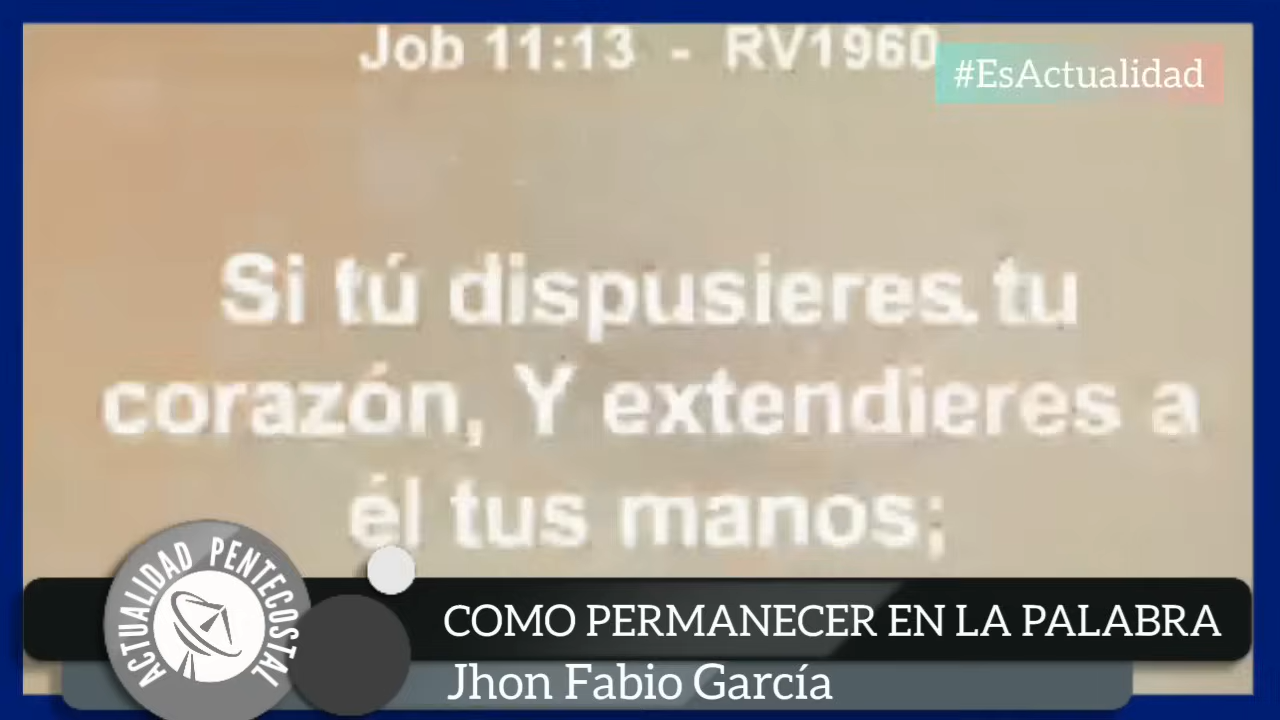 Job 11:13 - RV1960
#EsActualidad
Si tú dispusieres tu
corazón, Y extendieres a
él tus manos;
ACTUALIDAD PENTECOSTAL
COMO PERMANECER EN LA PALABRA
Jhon Fabio García